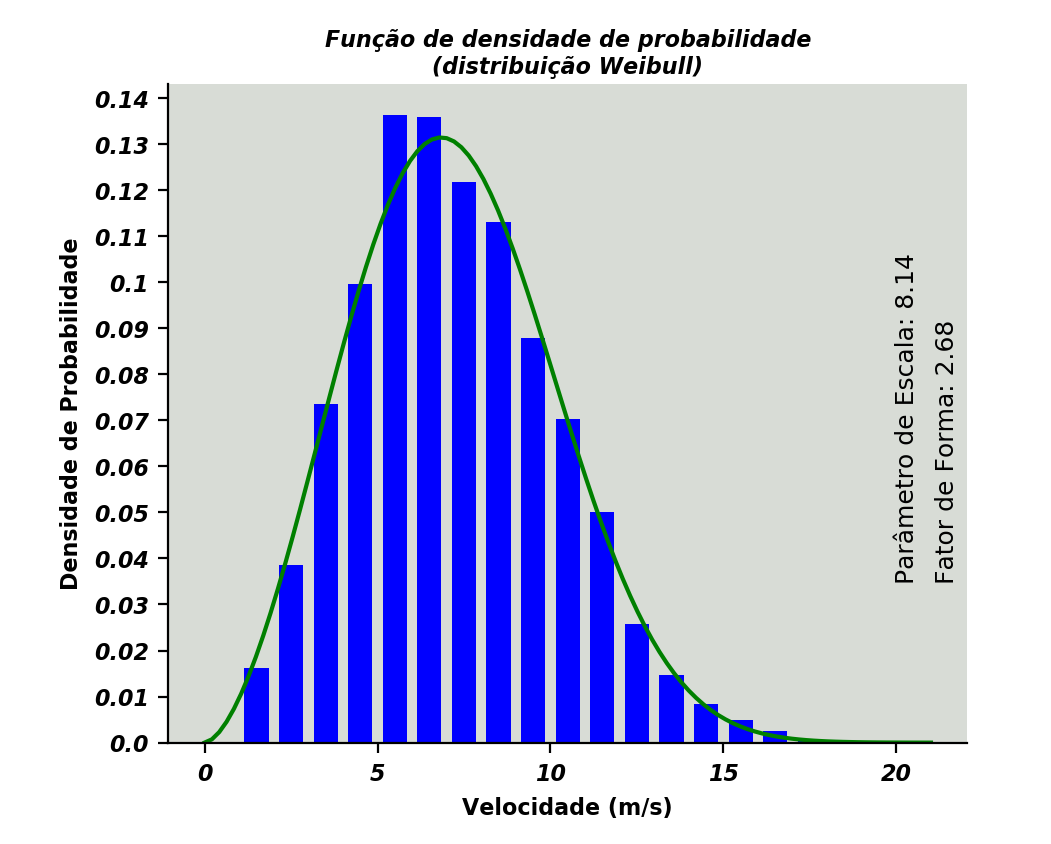 Função de densidade de probabilidade
(distribuição Weibull)
Densidade de Probabilidade
0.14
0.13
0.12
0.11
0.1
0.09
0.08
0.07
0.06
0.05
0.04
0.03
0.02
0.01
0.0
0 5 10 15 20
Velocidade (m/s)
Parâmetro de Escala: 8.14
Fator de Forma: 2.68